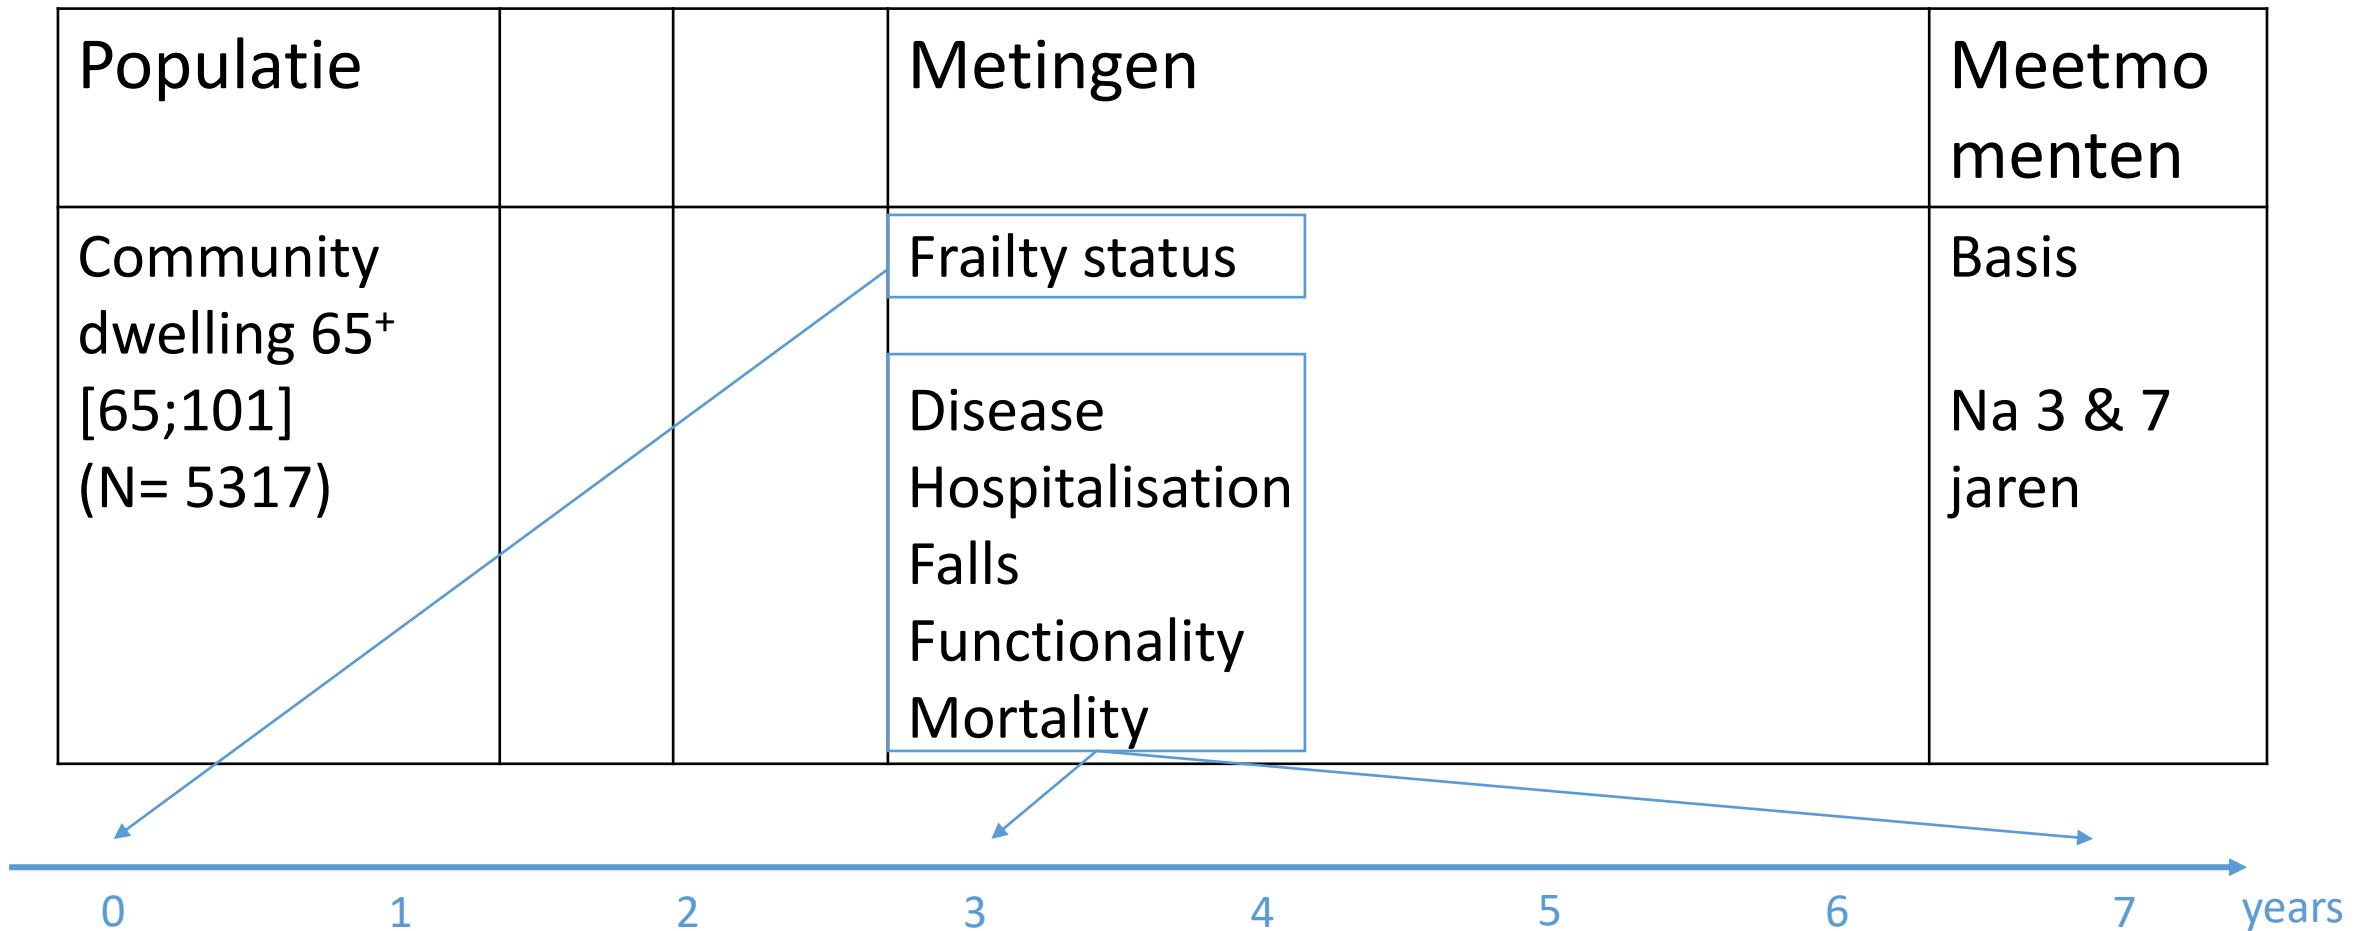 Populatie
Metingen
Meetmo
menten
Community
dwelling 65⁺
[65;101]
(N= 5317)
Frailty status
Disease
Hospitalisation
Falls
Functionality
Mortality
Basis
Na 3 & 7
jaren
0 1 2 3 4 5 6 7 years